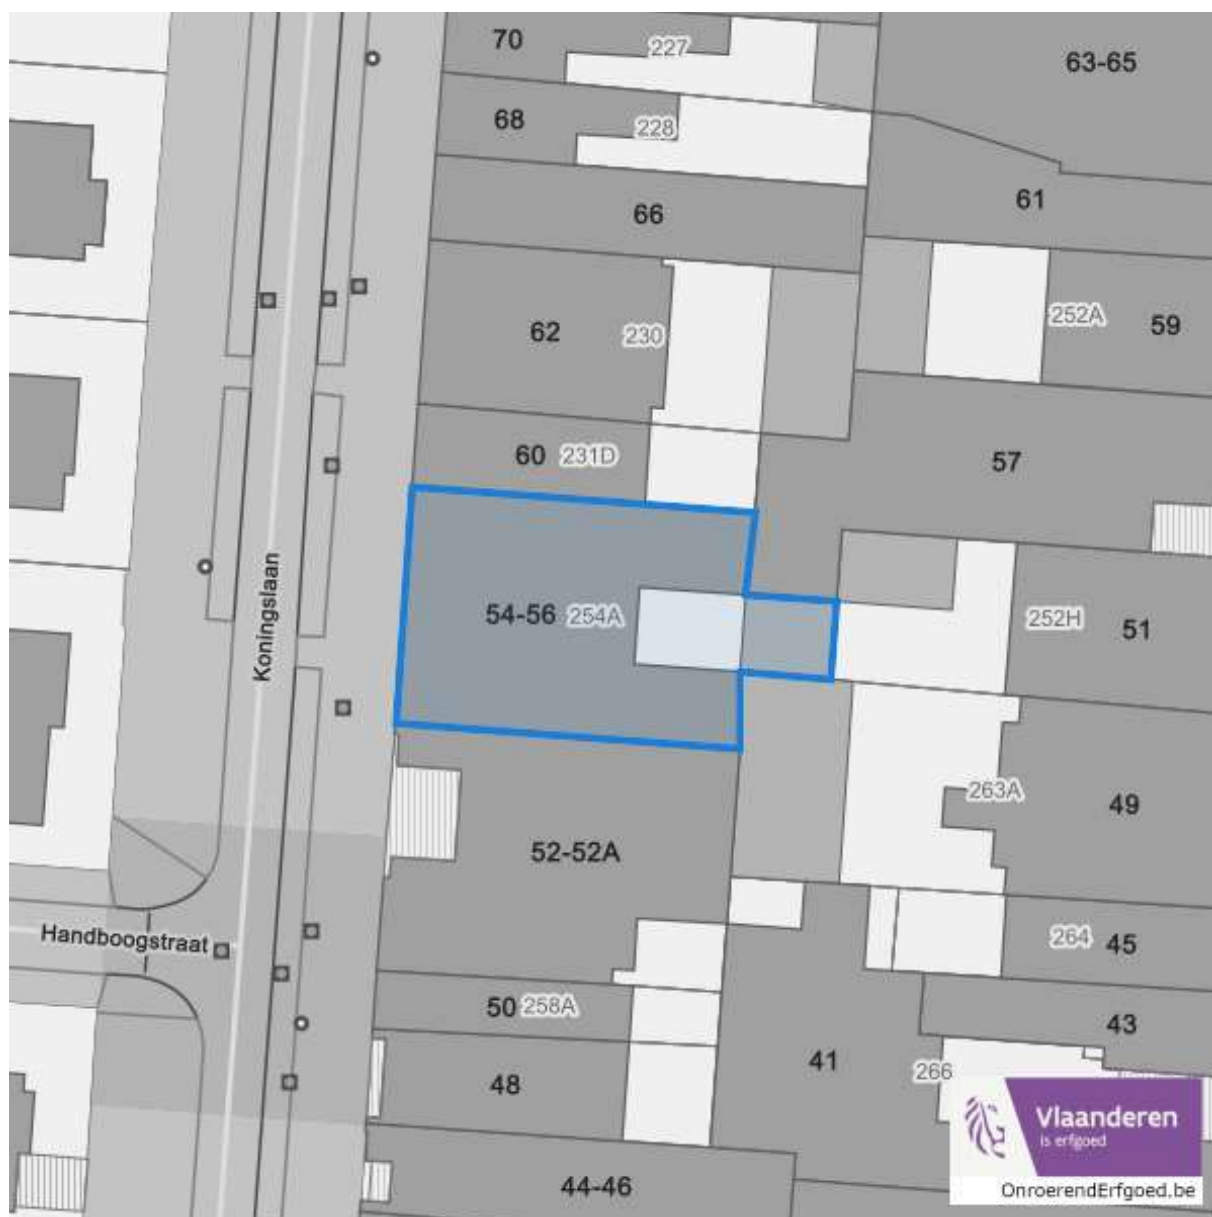 70
227
63-65
68
228
61
66
252A
59
62
230
60 231D
57
Koningslaan
54-56 254A
252H
51
263A
49
52-52A
Handboogstraat
264
45
50 258A
43
41
266
48
Vlaanderen
is erfgoed
44-46
OnroerendErfgoed.be